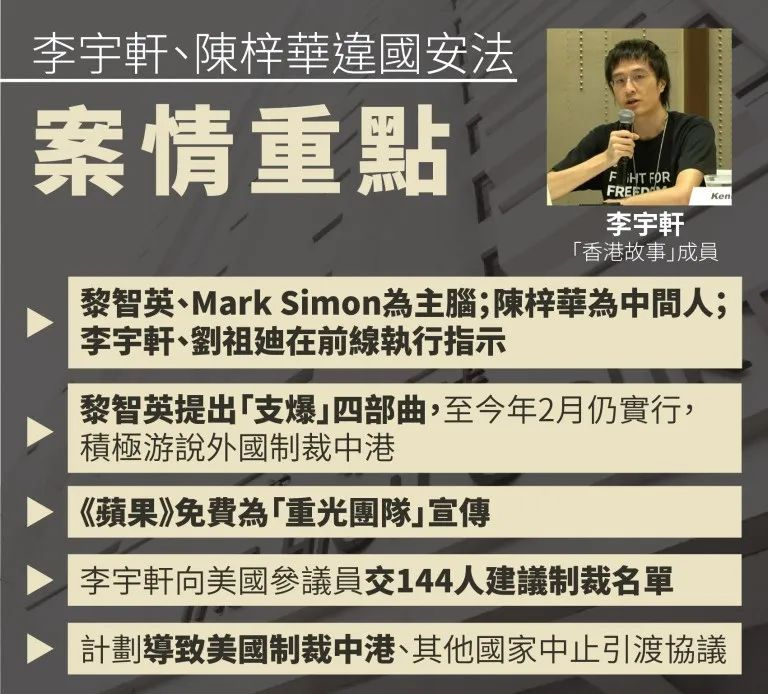 李宇軒、陳梓華違國安法
案情重點
FIGHT FOR
FREEDOM
Ken
李宇軒
「香港故事」成員
黎智英、Mark Simon為主腦；陳梓華為中間人；
李宇軒、劉祖廸在前線執行指示
黎智英提出「支爆」四部曲，至今年2月仍實行，
積極游說外國制裁中港
《蘋果》免費為「重光團隊」宣傳
李宇軒向美國參議員交144人建議制裁名單
計劃導致美國制裁中港、其他國家中止引渡協議